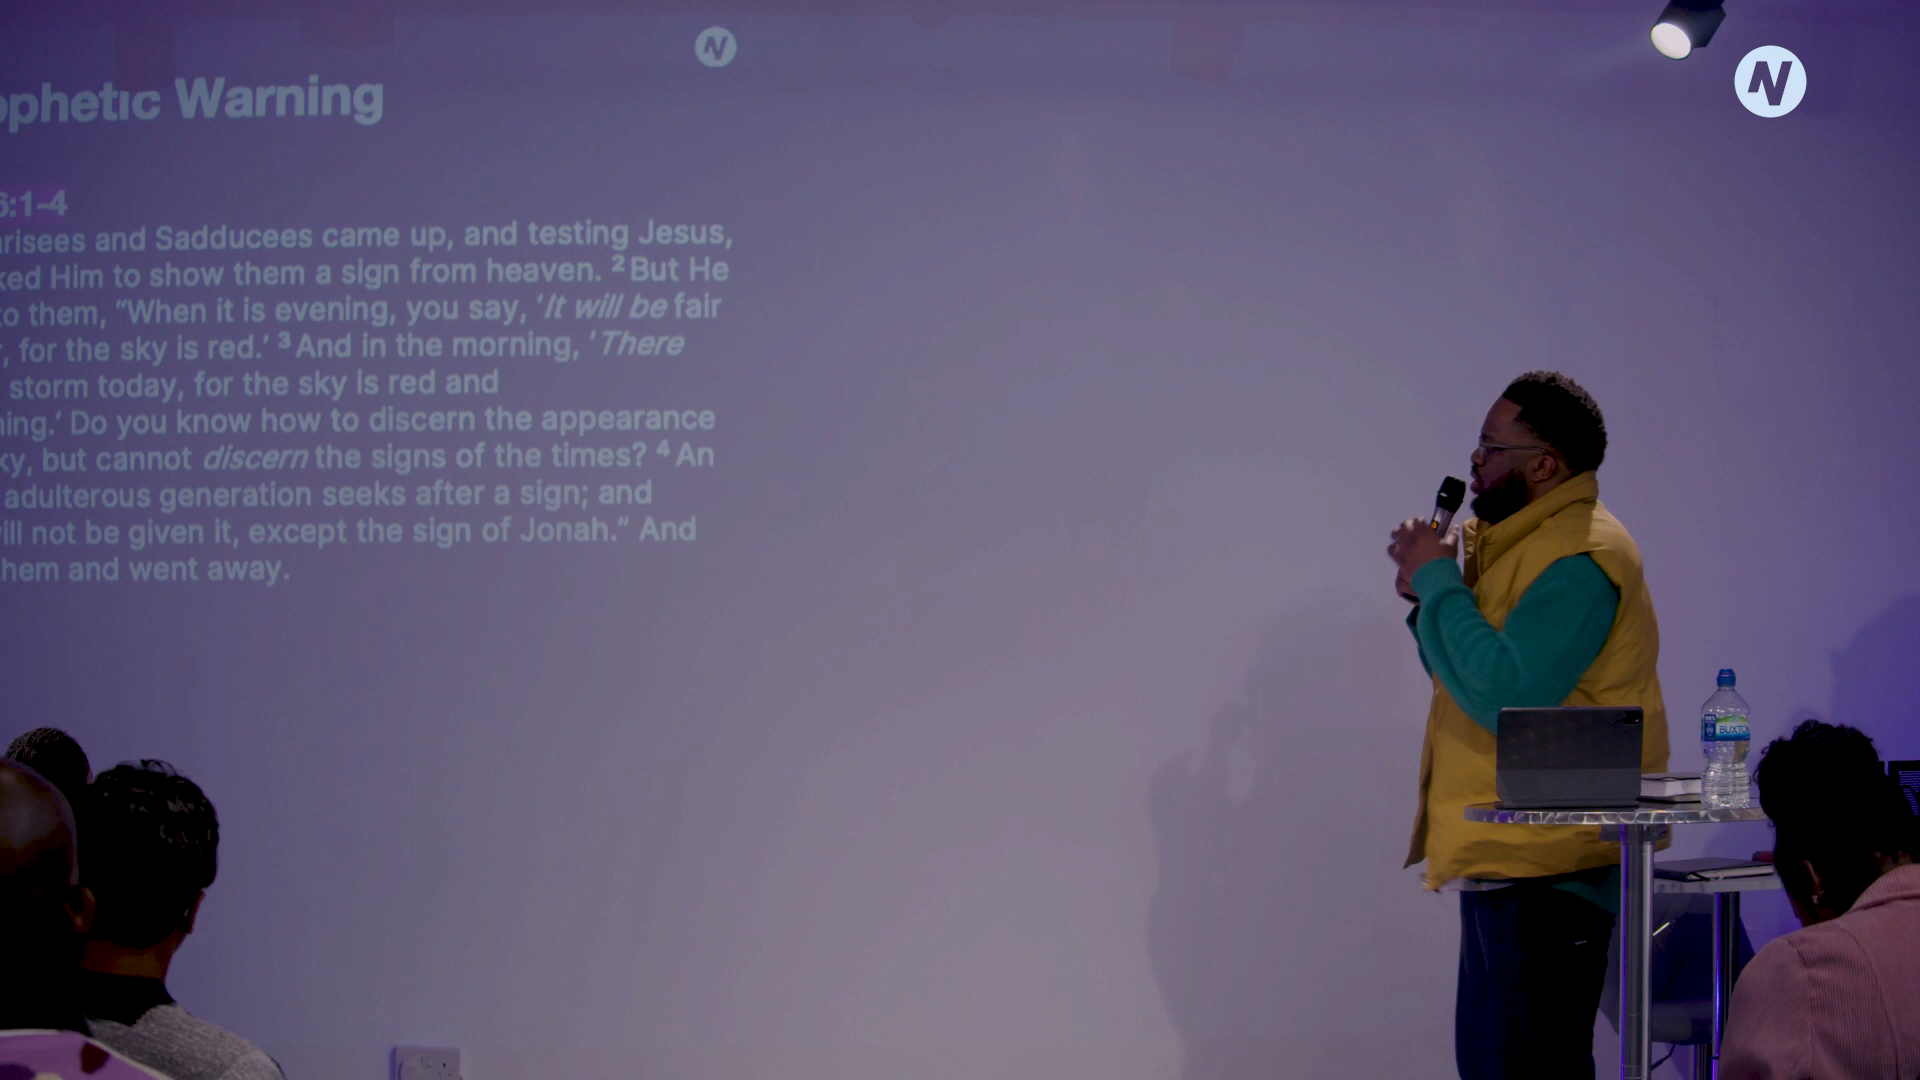 N
N
ophetic Warning
6:1-4
arisees and Sadducees came up, and testing Jesus,
ked Him to show them a sign from heaven. ² But He
to them, “When it is evening, you say, ‘It will be fair
r, for the sky is red.’ ³ And in the morning, ‘There
storm today, for the sky is red and
ning.’ Do you know how to discern the appearance
ky, but cannot discern the signs of the times? ⁴ An
adulterous generation seeks after a sign; and
ill not be given it, except the sign of Jonah.” And
hem and went away.
BUXTO